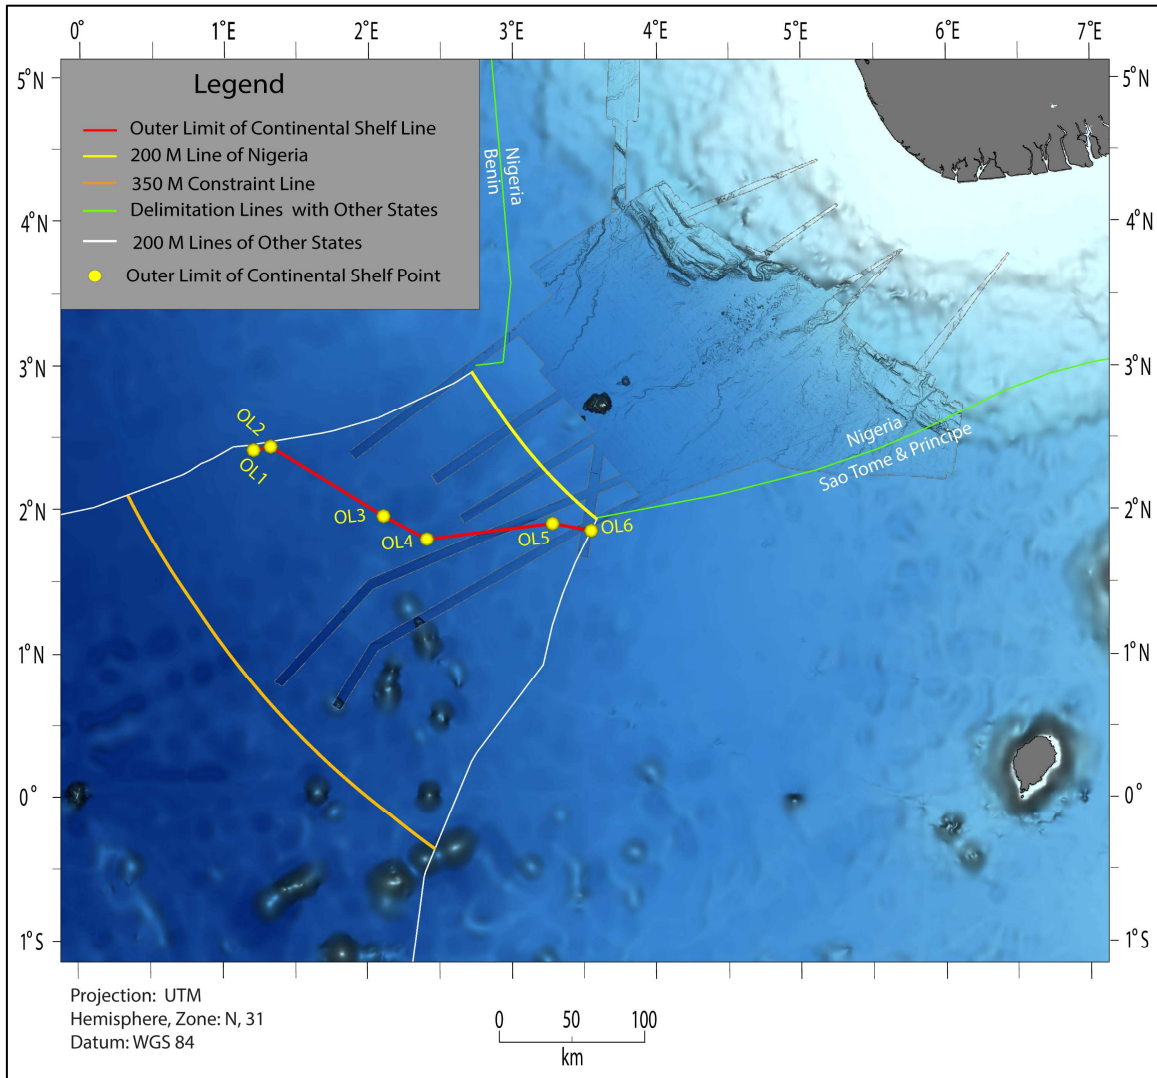 0° 1°E 2°E 3°E 4°E 5°E 6°E 7°E
5°N 5°N
Legend
Outer Limit of Continental Shelf Line
200 M Line of Nigeria
350 M Constraint Line
Delimitation Lines with Other States
200 M Lines of Other States
Outer Limit of Continental Shelf Point
Nigeria
Benin
4°N 4°N
3°N 3°N
OL2
OL1
Nigeria
Sao Tome & Principe
2°N 2°N
OL3
OL4
OL5
OL6
1°N 1°N
0° 0°
1°S 1°S
Projection: UTM
Hemisphere, Zone: N, 31
Datum: WGS 84
0 50 100
km